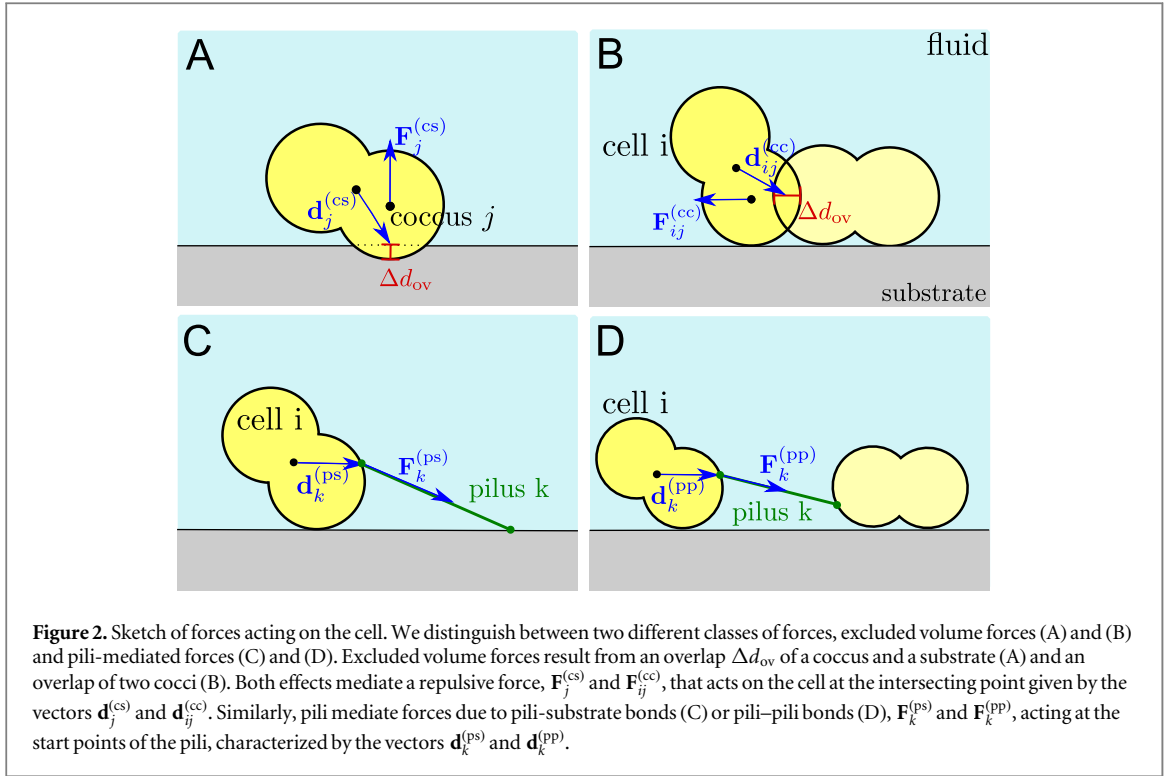 A
F_j^(cs)
d_j^(cs)
coccus j
Δd_ov
B
fluid
cell i
d_ij^(cc)
F_ij^(cc)
Δd_ov
substrate
C
cell i
d_k^(ps)
F_k^(ps)
pilus k
D
cell i
d_k^(pp)
F_k^(pp)
pilus k
Figure 2. Sketch of forces acting on the cell. We distinguish between two different classes of forces, excluded volume forces (A) and (B)
and pili-mediated forces (C) and (D). Excluded volume forces result from an overlap Δd_ov of a coccus and a substrate (A) and an
overlap of two cocci (B). Both effects mediate a repulsive force, F_j^(cs) and F_ij^(cc), that acts on the cell at the intersecting point given by the
vectors d_j^(cs) and d_ij^(cc). Similarly, pili mediate forces due to pili-substrate bonds (C) or pili–pili bonds (D), F_k^(ps) and F_k^(pp), acting at the
start points of the pili, characterized by the vectors d_k^(ps) and d_k^(pp).